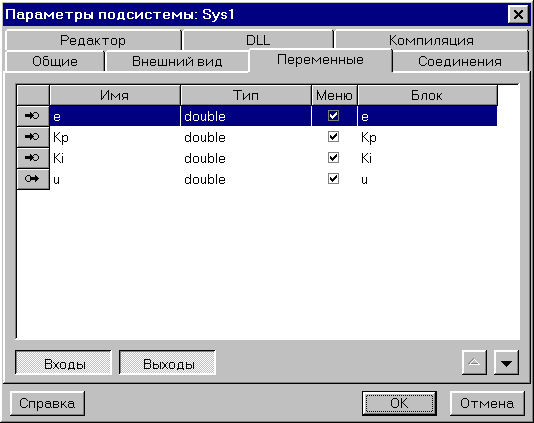 Параметры подсистемы: Sys1
Редактор DLL Компиляция
Общие Внешний вид Переменные Соединения
Имя Тип Меню Блок
e double e
Kp double Kp
Ki double Ki
u double u
Входы Выходы
Справка OK Отмена